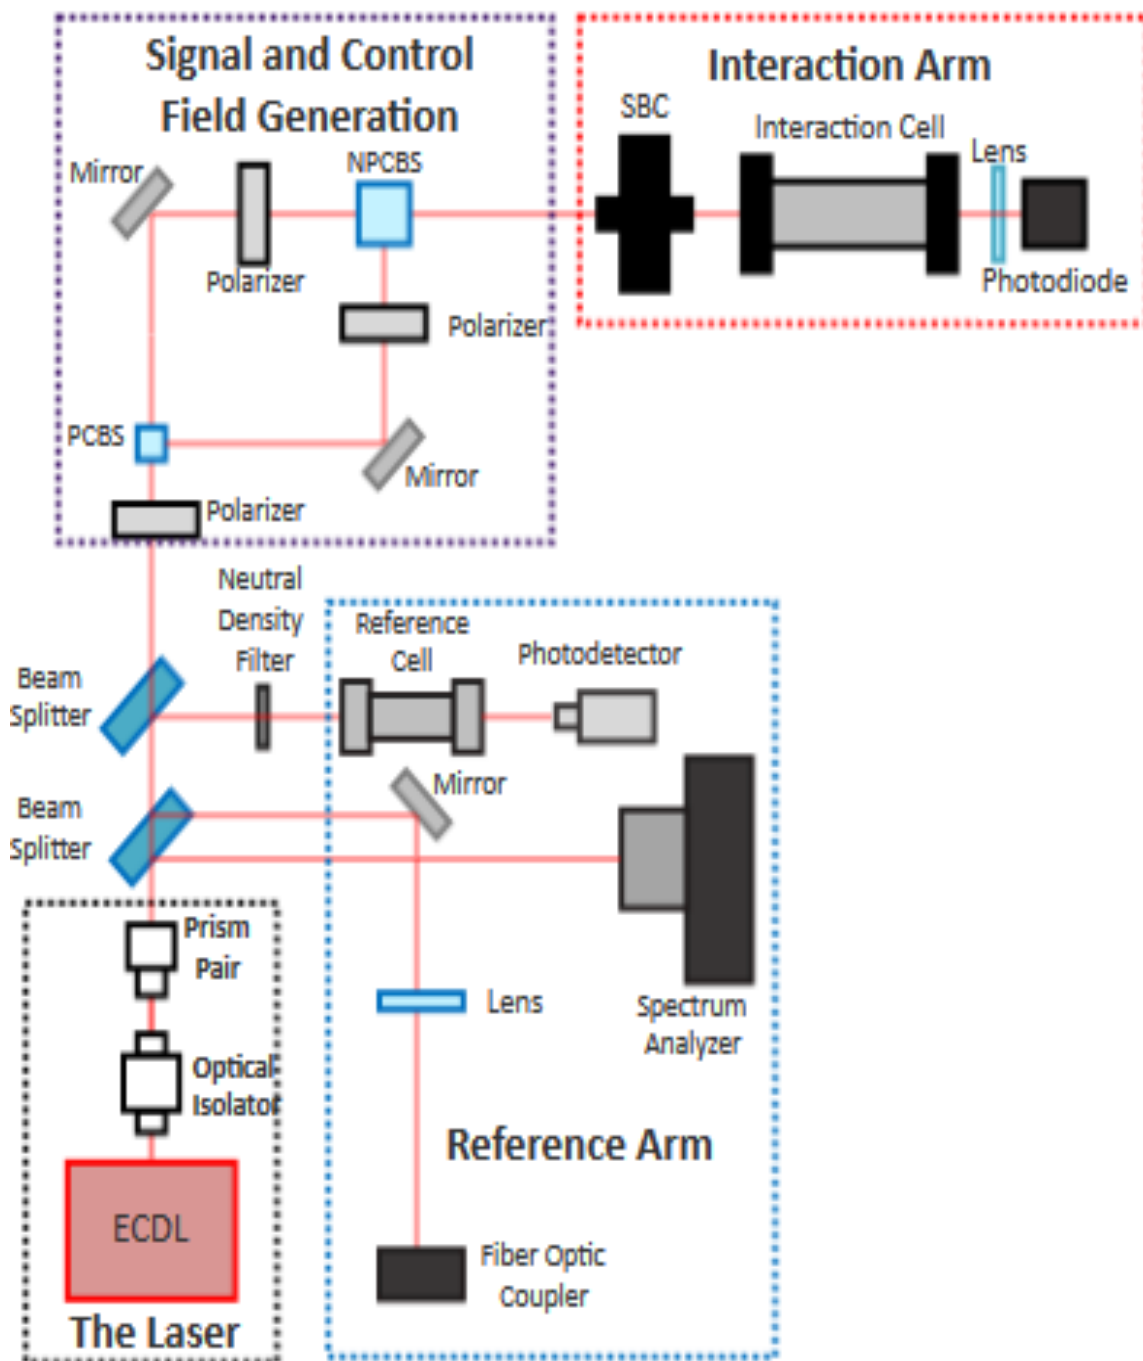 Signal and Control
Field Generation
Mirror
NPCBS
Polarizer
Polarizer
PCBS
Mirror
Polarizer
Interaction Arm
SBC
Interaction Cell
Lens
Photodiode
Neutral
Density
Filter
Beam
Splitter
Beam
Splitter
Reference
Cell
Photodetector
Mirror
Lens
Spectrum
Analyzer
Reference Arm
Fiber Optic
Coupler
Prism
Pair
Optical
Isolator
ECDL
The Laser